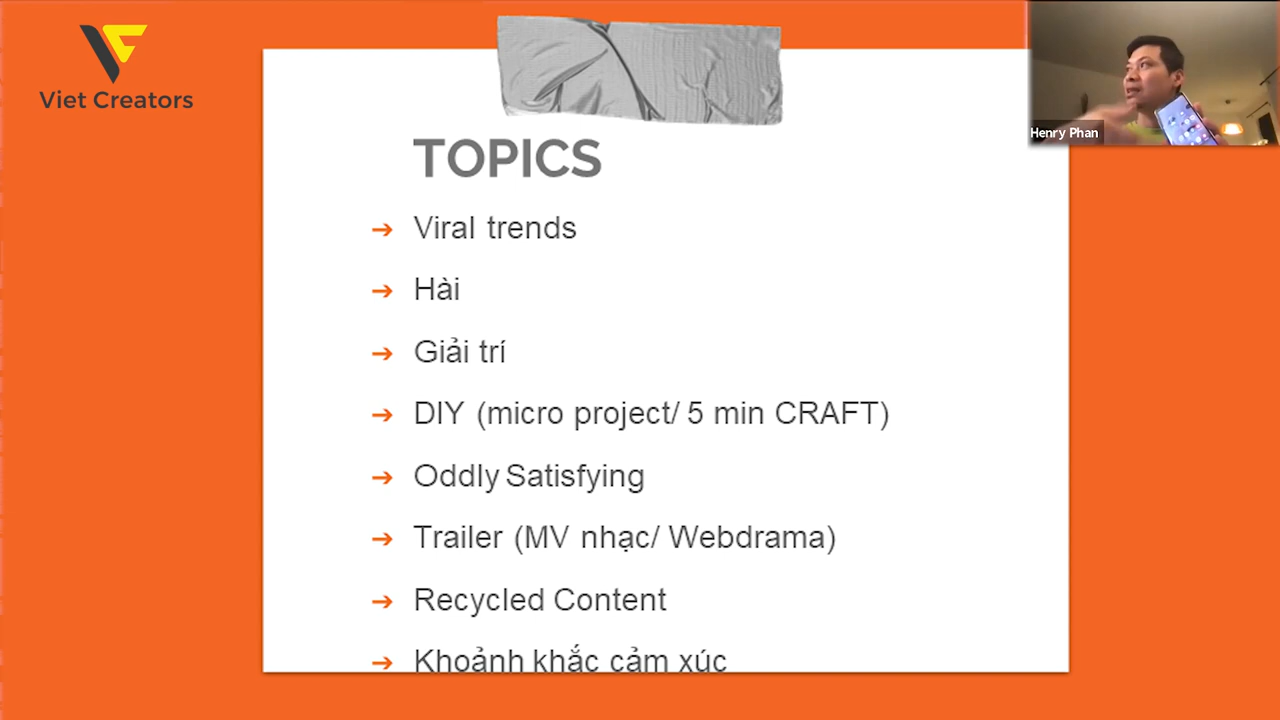 Viet Creators
Henry Phan
TOPICS
➔ Viral trends
➔ Hài
➔ Giải trí
➔ DIY (micro project/ 5 min CRAFT)
➔ Oddly Satisfying
➔ Trailer (MV nhạc/ Webdrama)
➔ Recycled Content
➔ Khoảnh khắc cảm xúc